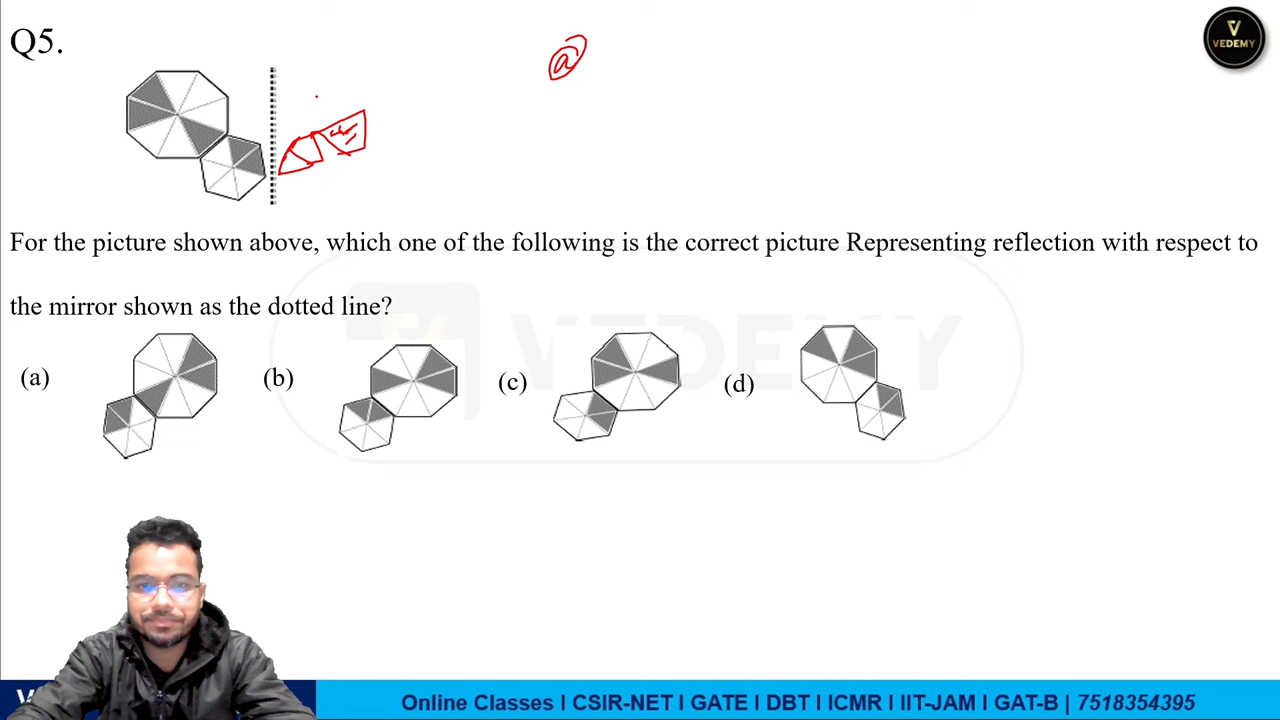 Q5.
ⓐ
V
VEDEMY
For the picture shown above, which one of the following is the correct picture Representing reflection with respect to
the mirror shown as the dotted line?
(a) (b) (c) (d)
VEDEMY
Online Classes I CSIR-NET I GATE I DBT I ICMR I IIT-JAM I GAT-B | 7518354395